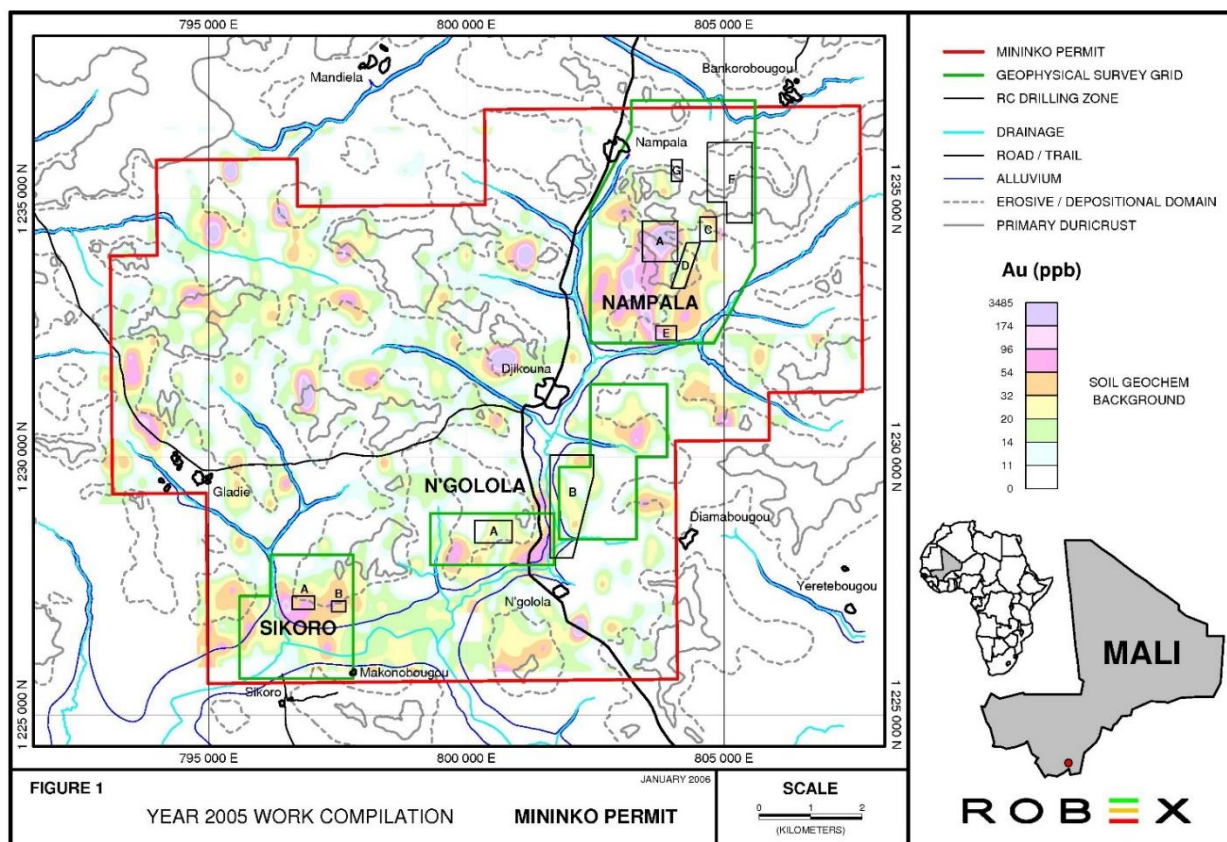 795 000 E
800 000 E
805 000 E
Mandiela
Bankorobougou
Nampala
1 235 000 N
1 235 000 N
G
F
A
C
D
NAMPALA
E
Djikouna
1 230 000 N
1 230 000 N
Gladie
N'GOLOLA
B
A
Diamabougou
Yeretebougou
N'golola
A
B
SIKORO
Makonobougou
Sikoro
1 225 000 N
1 225 000 N
795 000 E
800 000 E
805 000 E
MININKO PERMIT
GEOPHYSICAL SURVEY GRID
RC DRILLING ZONE
DRAINAGE
ROAD / TRAIL
ALLUVIUM
EROSIVE / DEPOSITIONAL DOMAIN
PRIMARY DURICRUST
Au (ppb)
3485
174
96
54
32
20
14
11
0
SOIL GEOCHEM
BACKGROUND
MALI
ROBEX
FIGURE 1
JANUARY 2006
YEAR 2005 WORK COMPILATION MININKO PERMIT
SCALE
0 1 2
(KILOMETERS)